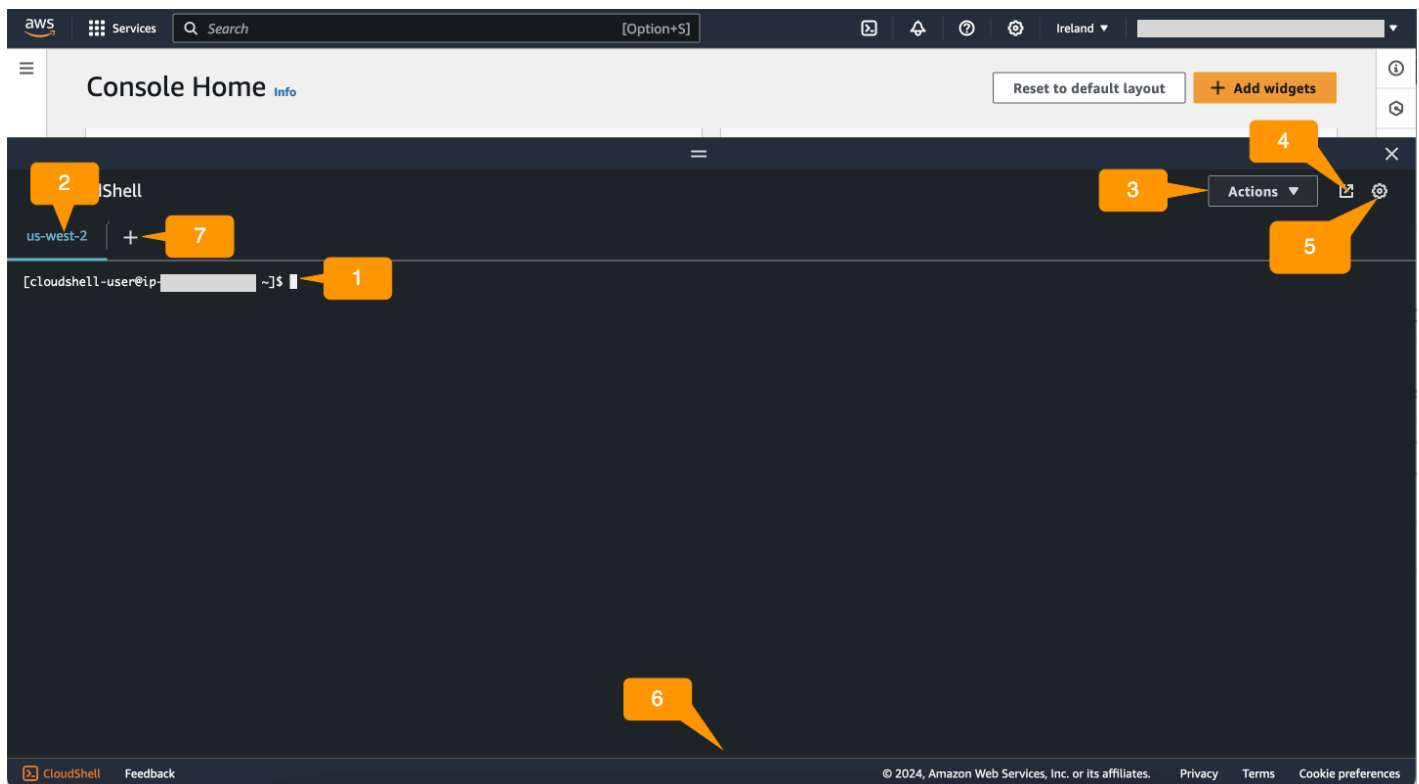 aws Services Search [Option+S] Ireland
Console Home Info Reset to default layout + Add widgets
4
2 dShell 3 Actions
us-west-2 + 7 5
[cloudshell-user@ip- ~]$ 1
6
CloudShell Feedback © 2024, Amazon Web Services, Inc. or its affiliates. Privacy Terms Cookie preferences